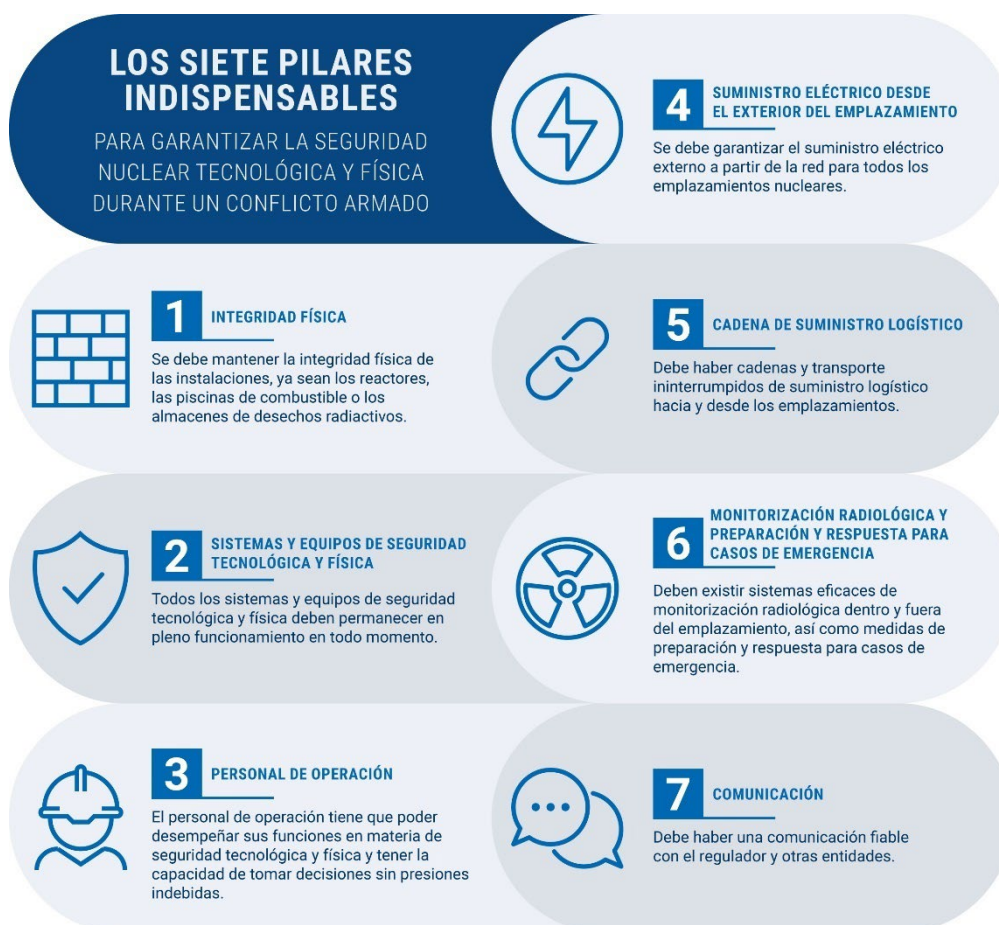 LOS SIETE PILARES
INDISPENSABLES
PARA GARANTIZAR LA SEGURIDAD
NUCLEAR TECNOLÓGICA Y FÍSICA
DURANTE UN CONFLICTO ARMADO
1
INTEGRIDAD FÍSICA
Se debe mantener la integridad física de
las instalaciones, ya sean los reactores,
las piscinas de combustible o los
almacenes de desechos radiactivos.
2
SISTEMAS Y EQUIPOS DE SEGURIDAD
TECNOLÓGICA Y FÍSICA
Todos los sistemas y equipos de seguridad
tecnológica y física deben permanecer en
pleno funcionamiento en todo momento.
3
PERSONAL DE OPERACIÓN
El personal de operación tiene que poder
desempeñar sus funciones en materia de
seguridad tecnológica y física y tener la
capacidad de tomar decisiones sin presiones
indebidas.
4
SUMINISTRO ELÉCTRICO DESDE
EL EXTERIOR DEL EMPLAZAMIENTO
Se debe garantizar el suministro eléctrico
externo a partir de la red para todos los
emplazamientos nucleares.
5
CADENA DE SUMINISTRO LOGÍSTICO
Debe haber cadenas y transporte
ininterrumpidos de suministro logístico
hacia y desde los emplazamientos.
6
MONITORIZACIÓN RADIOLÓGICA Y
PREPARACIÓN Y RESPUESTA PARA
CASOS DE EMERGENCIA
Deben existir sistemas eficaces de
monitorización radiológica dentro y fuera
del emplazamiento, así como medidas de
preparación y respuesta para casos de
emergencia.
7
COMUNICACIÓN
Debe haber una comunicación fiable
con el regulador y otras entidades.